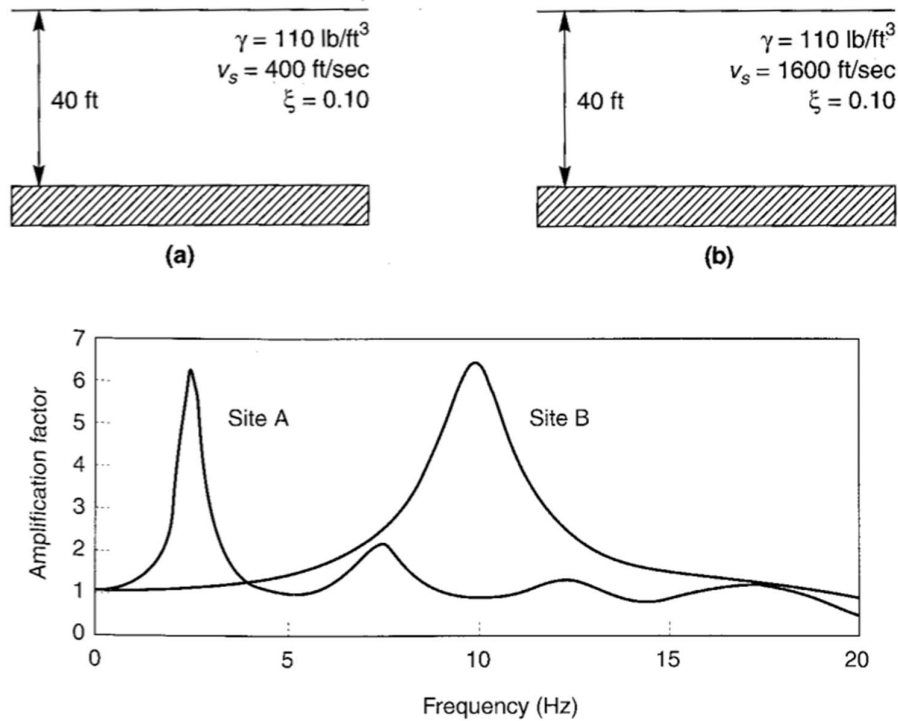 γ = 110 lb/ft³
vₛ = 400 ft/sec
40 ft
ξ = 0.10
(a)
γ = 110 lb/ft³
vₛ = 1600 ft/sec
40 ft
ξ = 0.10
(b)
7
6
5
4
3
2
1
0
Amplification factor
Site A
Site B
0 5 10 15 20
Frequency (Hz)